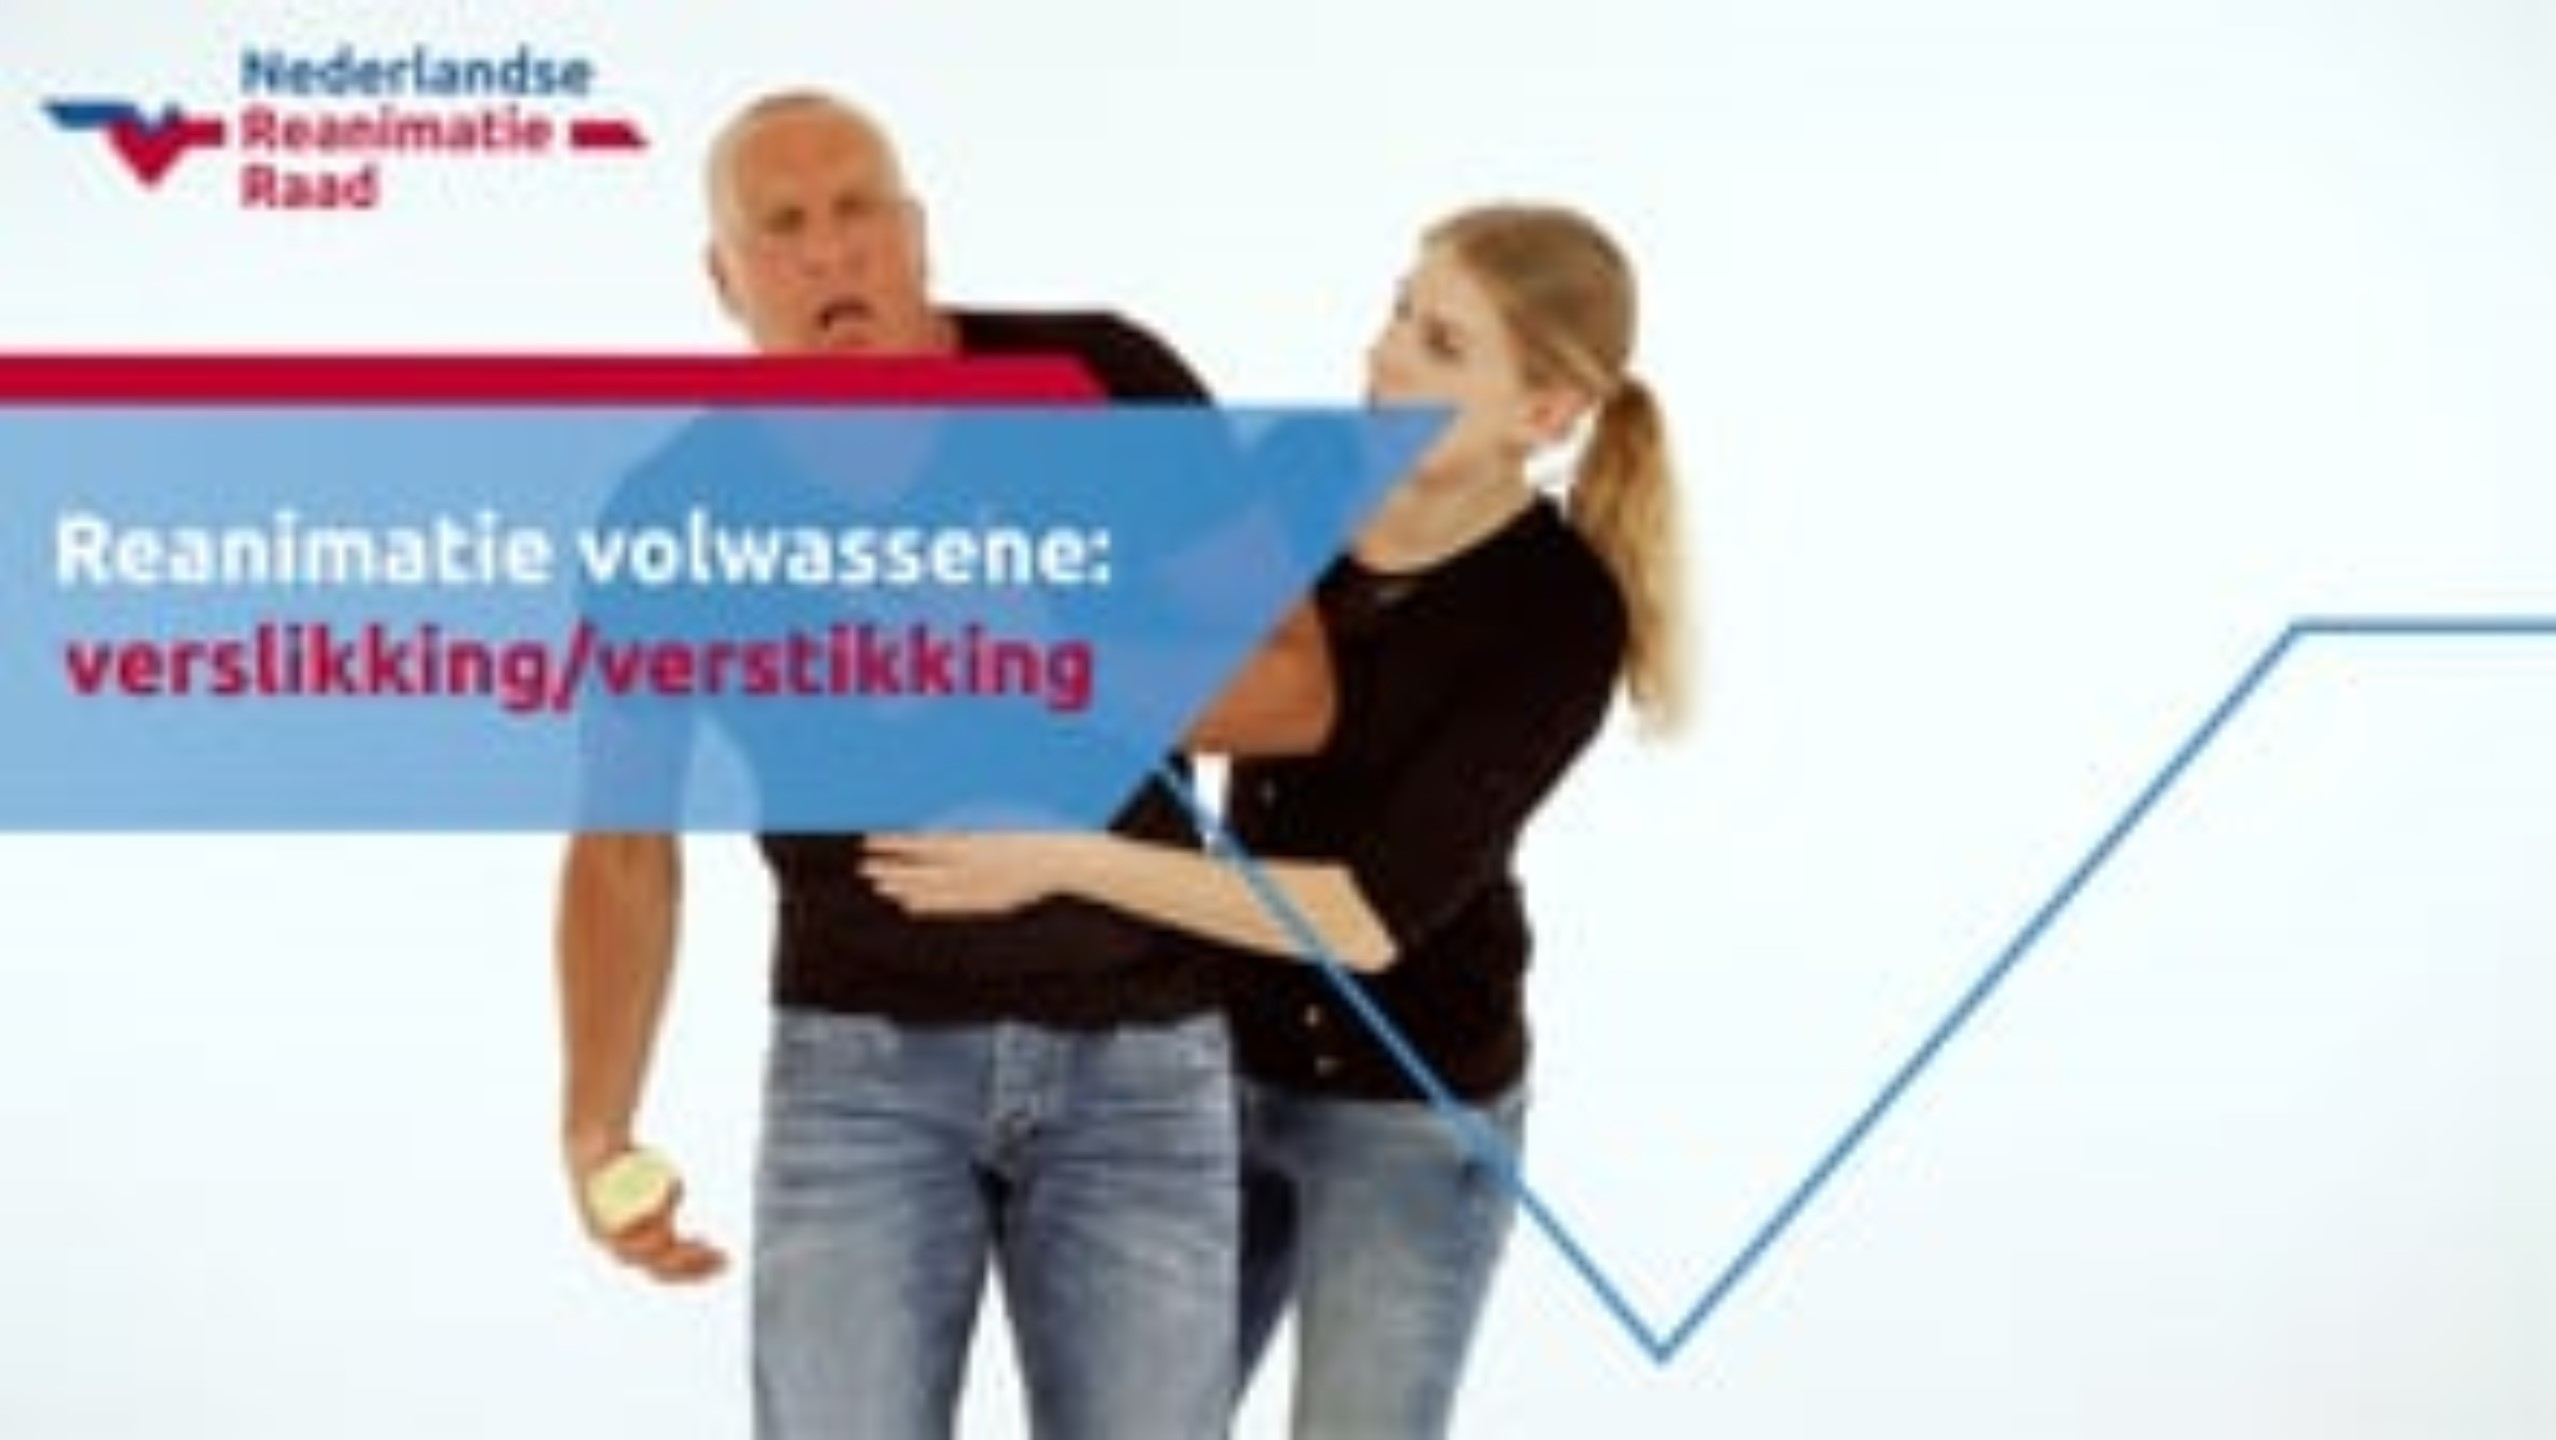 Nederlandse
Reanimatie
Raad
Reanimatie volwassene:
verslikking/verstikking